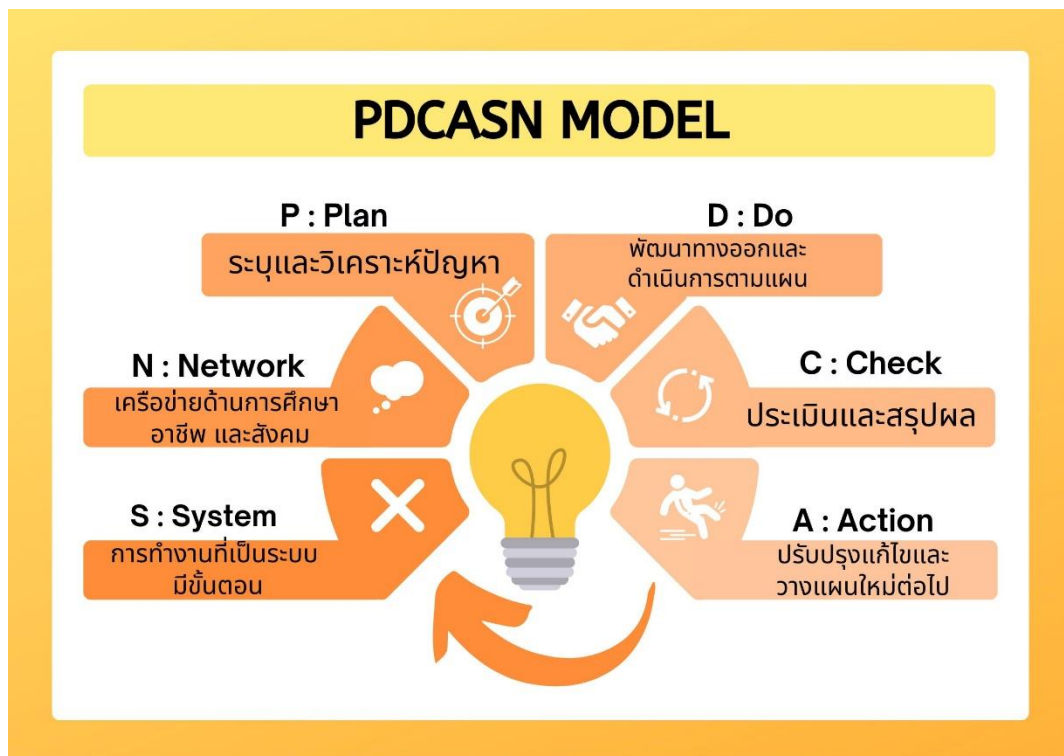 PDCASN MODEL
P : Plan
ระบุและวิเคราะห์ปัญหา
D : Do
พัฒนาทางออกและ
ดำเนินการตามแผน
C : Check
ประเมินและสรุปผล
A : Action
ปรับปรุงแก้ไขและ
วางแผนใหม่ต่อไป
S : System
การทำงานที่เป็นระบบ
มีขั้นตอน
N : Network
เครือข่ายด้านการศึกษา
อาชีพ และสังคม